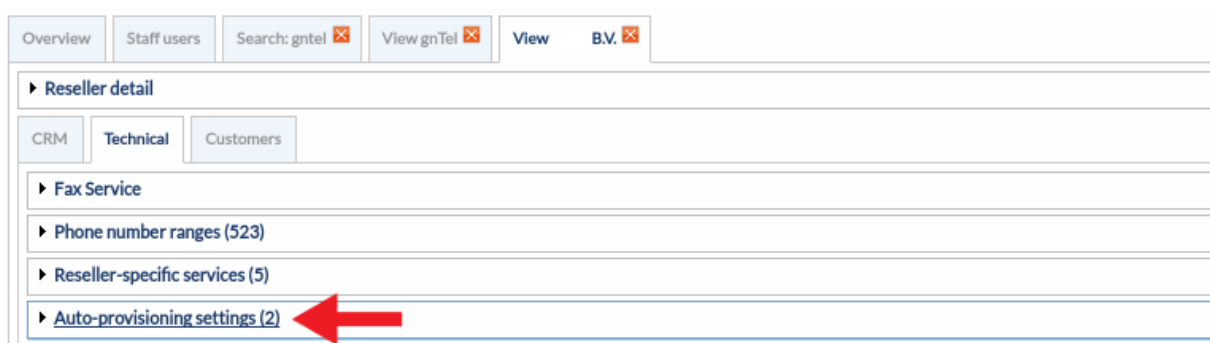 Overview Staff users Search: gntel View gnTel View B.V.
Reseller detail
CRM Technical Customers
Fax Service
Phone number ranges (523)
Reseller-specific services (5)
Auto-provisioning settings (2)